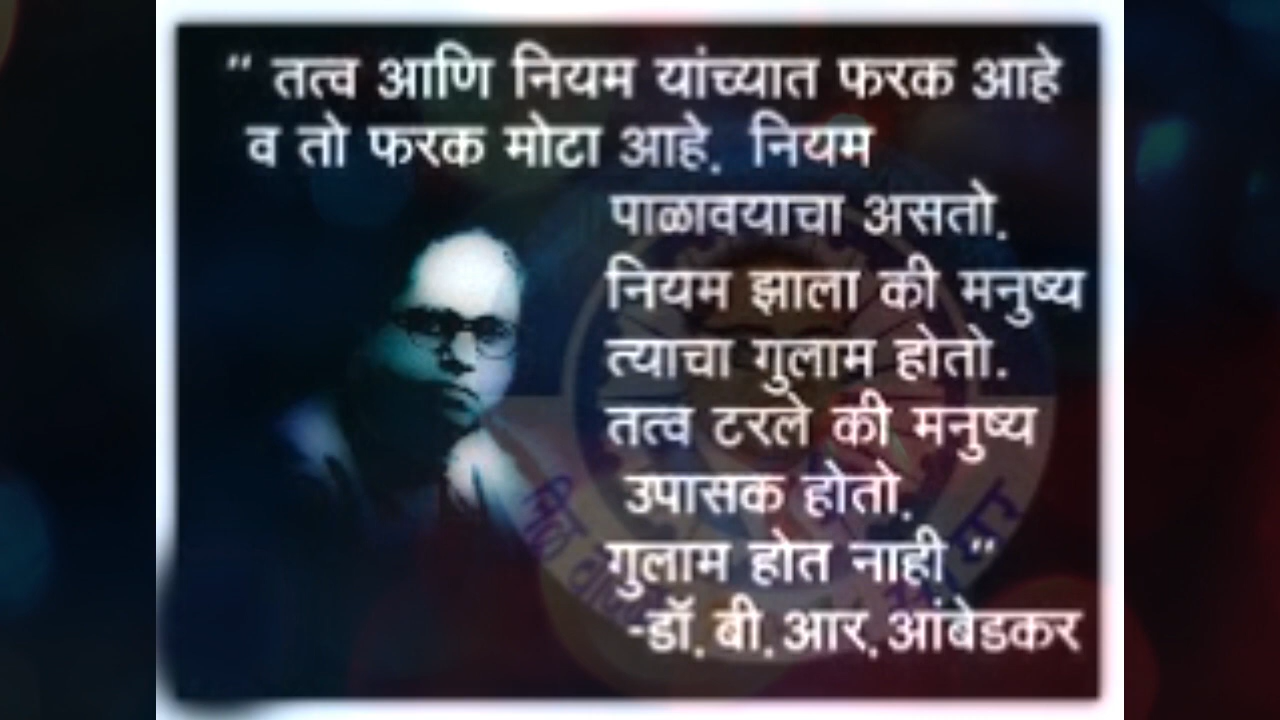 " तत्व आणि नियम यांच्यात फरक आहे
व तो फरक मोटा आहे. नियम
पाळावयाचा असतो.
नियम झाला की मनुष्य
त्याचा गुलाम होतो.
तत्व टरले की मनुष्य
उपासक होतो.
गुलाम होत नाही "
-डॉ.बी.आर.आंबेडकर